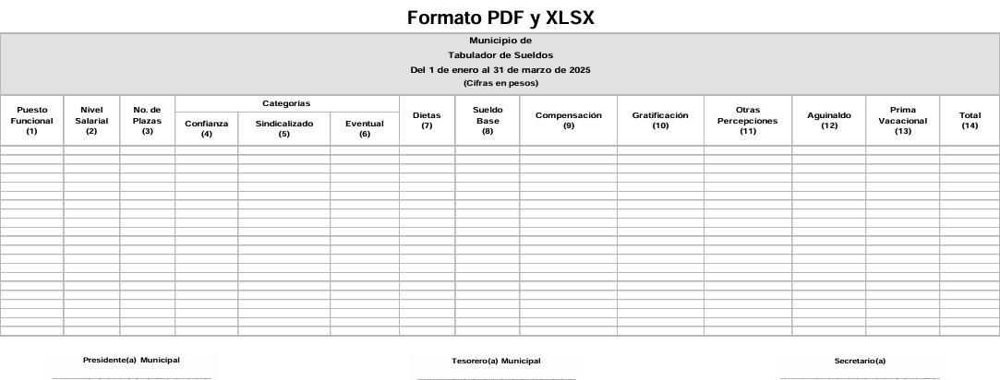 Formato PDF y XLSX
Municipio de
Tabulador de Sueldos
Del 1 de enero al 31 de marzo de 2025
(Cifras en pesos)
Puesto Funcional (1)
Nivel Salarial (2)
No. de Plazas (3)
Categorías
Confianza (4)
Sindicalizado (5)
Eventual (6)
Dietas (7)
Sueldo Base (8)
Compensación (9)
Gratificación (10)
Otras Percepciones (11)
Aguinaldo (12)
Prima Vacacional (13)
Total (14)
Presidente(a) Municipal
Tesorero(a) Municipal
Secretario(a)